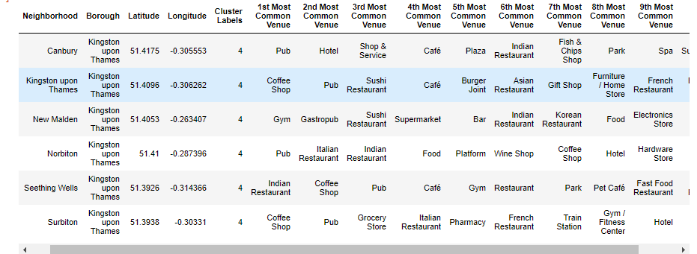 Neighborhood Borough Latitude Longitude Cluster Labels 1st Most Common Venue 2nd Most Common Venue 3rd Most Common Venue 4th Most Common Venue 5th Most Common Venue 6th Most Common Venue 7th Most Common Venue 8th Most Common Venue 9th Most Common Venue
Canbury Kingston upon Thames 51.4175 -0.305553 4 Pub Hotel Shop & Service Café Plaza Indian Restaurant Fish & Chips Shop Park Spa Su
Kingston upon Thames Kingston upon Thames 51.4096 -0.306262 4 Coffee Shop Pub Sushi Restaurant Café Burger Joint Asian Restaurant Gift Shop Furniture / Home Store French Restaurant
New Malden Kingston upon Thames 51.4053 -0.263407 4 Gym Gastropub Sushi Restaurant Supermarket Bar Indian Restaurant Korean Restaurant Food Electronics Store
Norbiton Kingston upon Thames 51.41 -0.287396 4 Pub Italian Restaurant Indian Restaurant Food Platform Wine Shop Coffee Shop Hotel Hardware Store
Seething Wells Kingston upon Thames 51.3926 -0.314366 4 Indian Restaurant Coffee Shop Pub Café Gym Restaurant Park Pet Café Fast Food Restaurant
Surbiton Kingston upon Thames 51.3938 -0.30331 4 Coffee Shop Pub Grocery Store Italian Restaurant Pharmacy French Restaurant Train Station Gym / Fitness Center Hotel